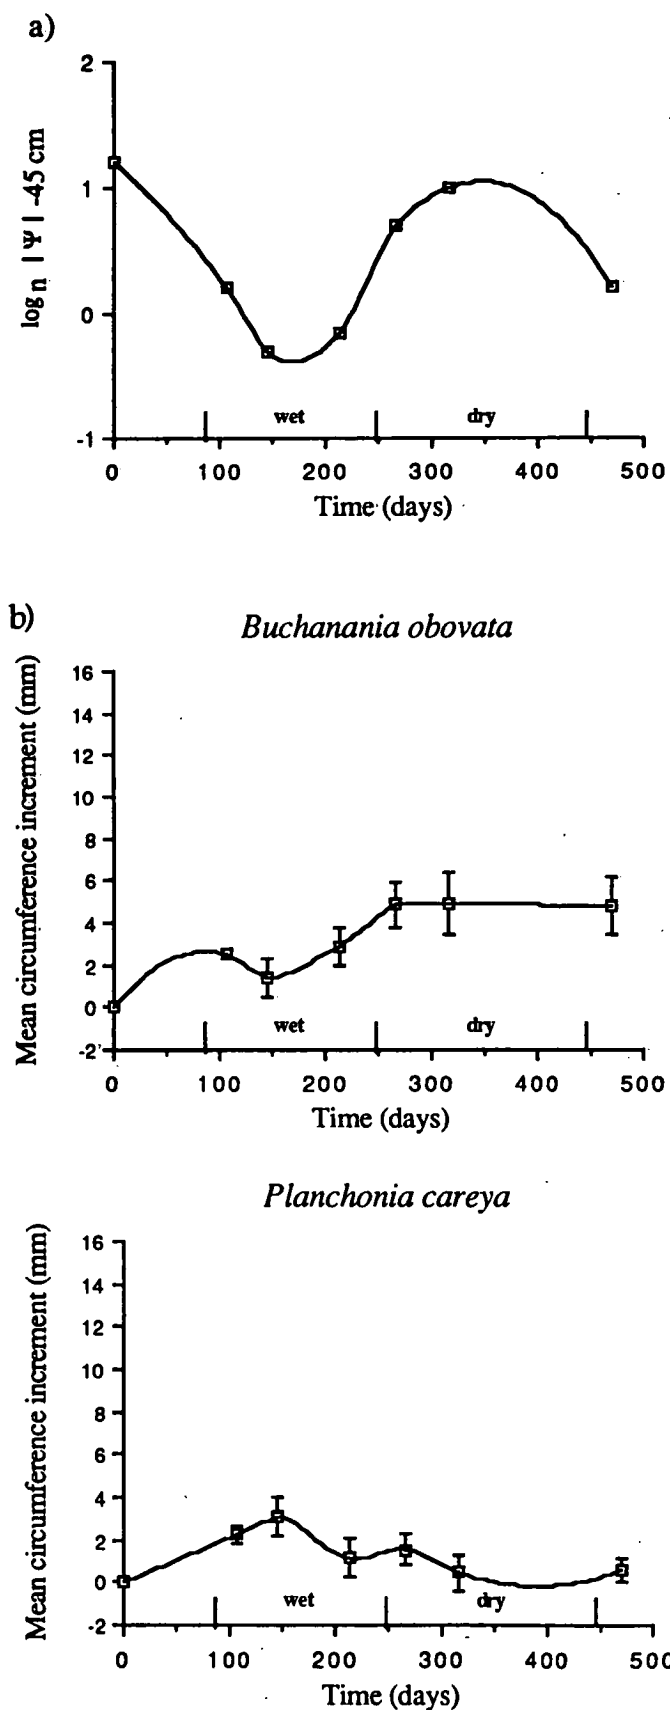 a)
2
1
0
-1
log n | Ψ | -45 cm
wet
dry
0 100 200 300 400 500
Time (days)
b)
Buchanania obovata
16
14
12
10
8
6
4
2
0
-2
Mean circumference increment (mm)
wet
dry
0 100 200 300 400 500
Time (days)
Planchonia careya
16
14
12
10
8
6
4
2
0
-2
Mean circumference increment (mm)
wet
dry
0 100 200 300 400 500
Time (days)